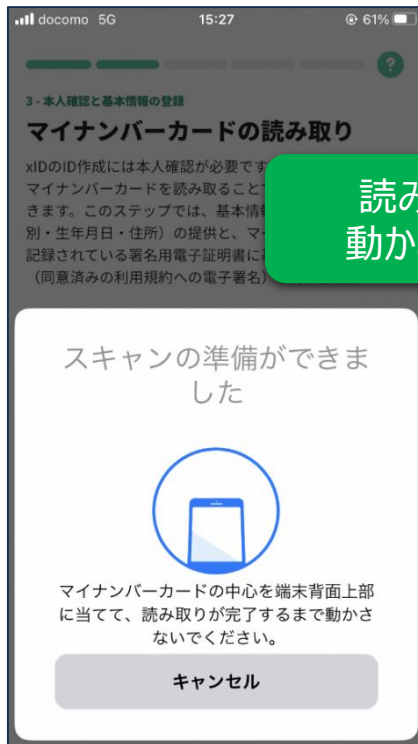 docomo 5G 15:27 61%
?
3 - 本人確認と基本情報の登録
マイナンバーカードの読み取り
xIDのID作成には本人確認が必要です
マイナンバーカードを読み取ること
きます。このステップでは、基本情
別・生年月日・住所）の提供と、マ
記録されている署名用電子証明書に
（同意済みの利用規約への電子署名）
読み
動か
スキャンの準備ができま
した
マイナンバーカードの中心を端末背面上部
に当てて、読み取りが完了するまで動かさ
ないでください。
キャンセル